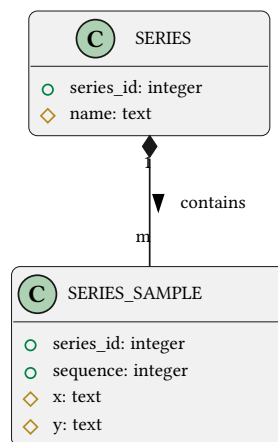 C SERIES
series_id: integer
name: text
1
contains
m
C SERIES_SAMPLE
series_id: integer
sequence: integer
x: text
y: text